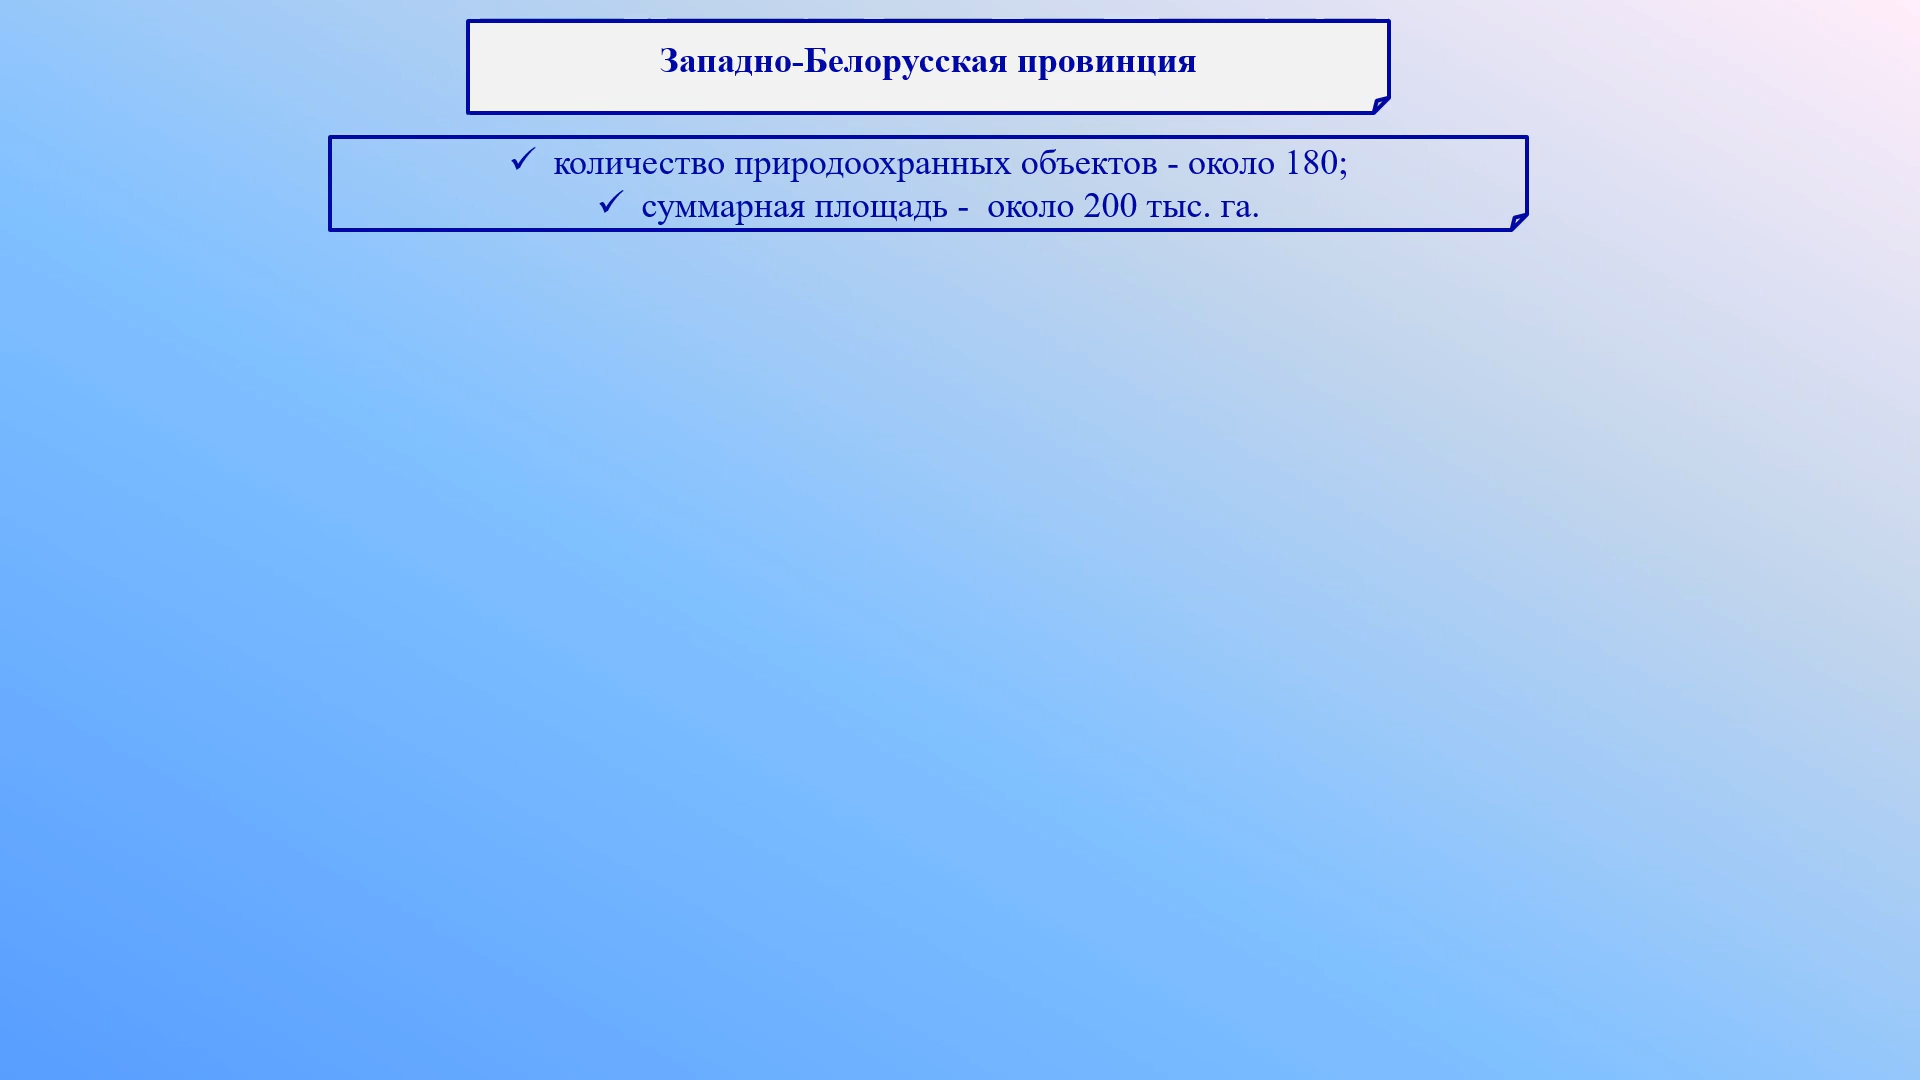 Западно-Белорусская провинция
✓ количество природоохранных объектов - около 180;
✓ суммарная площадь -  около 200 тыс. га.